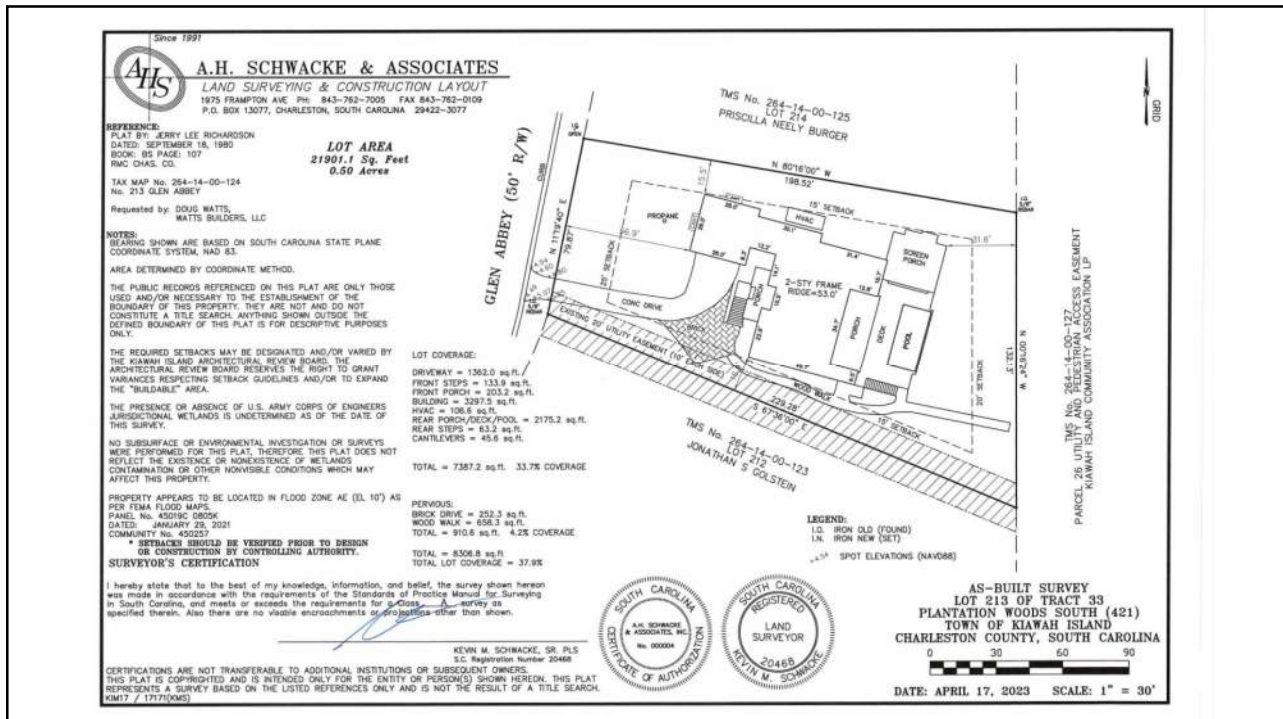 Since 1991
AHS
A.H. SCHWACKE & ASSOCIATES
LAND SURVEYING & CONSTRUCTION LAYOUT
1975 FRAMPTON AVE PH: 843-762-7005 FAX 843-762-0109
P.O. BOX 13077, CHARLESTON, SOUTH CAROLINA 29422-3077
REFERENCE:
PLAT BY: JERRY LEE RICHARDSON
DATED: SEPTEMBER 18, 1980
BOOK: BS PAGE: 107
RMC CHAS. CO.
TAX MAP No. 264-14-00-124
No. 213 GLEN ABBEY
Requested by: DOUG WATTS,
WATTS BUILDERS, LLC
LOT AREA
21901.1 Sq. Feet
0.50 Acres
NOTES:
BEARING SHOWN ARE BASED ON SOUTH CAROLINA STATE PLANE
COORDINATE SYSTEM, NAD 83.
AREA DETERMINED BY COORDINATE METHOD.
THE PUBLIC RECORDS REFERENCED ON THIS PLAT ARE ONLY THOSE
USED AND/OR NECESSARY TO THE ESTABLISHMENT OF THE
BOUNDARY OF THIS PROPERTY. THEY ARE NOT AND DO NOT
CONSTITUTE A TITLE SEARCH. ANYTHING SHOWN OUTSIDE THE
DEFINED BOUNDARY OF THIS PLAT IS FOR DESCRIPTIVE PURPOSES
ONLY.
THE REQUIRED SETBACKS MAY BE DESIGNATED AND/OR VARIED BY
THE KIAWAH ISLAND ARCHITECTURAL REVIEW BOARD. THE
ARCHITECTURAL REVIEW BOARD RESERVES THE RIGHT TO GRANT
VARIANCES RESPECTING SETBACK GUIDELINES AND/OR TO EXPAND
THE "BUILDABLE" AREA.
THE PRESENCE OR ABSENCE OF U.S. ARMY CORPS OF ENGINEERS
JURISDICTIONAL WETLANDS IS UNDETERMINED AS OF THE DATE OF
THIS SURVEY.
NO SUBSURFACE OR ENVIRONMENTAL INVESTIGATION OR SURVEYS
WERE PERFORMED FOR THIS PLAT, THEREFORE THIS PLAT DOES NOT
REFLECT THE EXISTENCE OR NONEXISTENCE OF WETLANDS
CONTAMINATION OR OTHER NONVISIBLE CONDITIONS WHICH MAY
AFFECT THIS PROPERTY.
PROPERTY APPEARS TO BE LOCATED IN FLOOD ZONE AE (EL 10') AS
PER FEMA FLOOD MAPS.
PANEL No. 45019C 0805K
DATED: JANUARY 29, 2021
COMMUNITY No. 450257
* SETBACKS SHOULD BE VERIFIED PRIOR TO DESIGN
OR CONSTRUCTION BY CONTROLLING AUTHORITY.
SURVEYOR'S CERTIFICATION
I hereby state that to the best of my knowledge, information, and belief, the survey shown hereon
was made in accordance with the requirements of the Standards of Practice Manual for Surveying
in South Carolina, and meets or exceeds the requirements for a Class A survey as
specified therein. Also there are no visable encroachments or projections other than shown.
KEVIN M. SCHWACKE, SR. PLS
S.C. Registration Number 20468
CERTIFICATIONS ARE NOT TRANSFERABLE TO ADDITIONAL INSTITUTIONS OR SUBSEQUENT OWNERS.
THIS PLAT IS COPYRIGHTED AND IS INTENDED ONLY FOR THE ENTITY OR PERSON(S) SHOWN HEREON. THIS PLAT
REPRESENTS A SURVEY BASED ON THE LISTED REFERENCES ONLY AND IS NOT THE RESULT OF A TITLE SEARCH.
KIM17 / 17171(KMS)
LOT COVERAGE:
DRIVEWAY = 1362.0 sq.ft.
FRONT STEPS = 133.9 sq.ft.
FRONT PORCH = 203.2 sq.ft.
BUILDING = 3297.5 sq.ft.
HVAC = 106.6 sq.ft.
REAR PORCH/DECK/POOL = 2175.2 sq.ft.
REAR STEPS = 63.2 sq.ft.
CANTILEVERS = 45.6 sq.ft.
TOTAL = 7387.2 sq.ft. 33.7% COVERAGE
PERVIOUS:
BRICK DRIVE = 252.3 sq.ft.
WOOD WALK = 658.3 sq.ft.
TOTAL = 910.6 sq.ft. 4.2% COVERAGE
TOTAL = 8306.8 sq.ft
TOTAL LOT COVERAGE = 37.9%
TMS No. 264-14-00-125
LOT 214
PRISCILLA NEELY BURGER
GRID
GLEN ABBEY (50' R/W)
CURB
I.O.
OPEN
N 11°19'40" E
79.87'
N 80°16'00" W
198.52'
I.O.
5/8"
REBAR
15.5'
15' SETBACK
31.6'
PROPANE
HVAC
SCREEN
PORCH
25' SETBACK
2-STY FRAME
RIDGE=53.0'
PORCH
PORCH
DECK
POOL
CONC DRIVE
BRICK
WOOD WALK
20' SETBACK
15' SETBACK
EXISTING 20' UTILITY EASEMENT (10' EACH SIDE)
229.28'
S 67°36'00" E
N 00°16'24" W
132.13'
TMS No. 264-14-00-127
PARCEL 26 UTILITY AND PEDESTRIAN ACCESS EASEMENT
KIAWAH ISLAND COMMUNITY ASSOCIATION LP
TMS No. 264-14-00-123
LOT 212
JONATHAN S GOLSTEIN
LEGEND:
I.O. IRON OLD (FOUND)
I.N. IRON NEW (SET)
SPOT ELEVATIONS (NAVD88)
SOUTH CAROLINA
A.H. SCHWACKE
& ASSOCIATES, INC.
No. 000004
CERTIFICATE OF AUTHORIZATION
SOUTH CAROLINA
REGISTERED
LAND
SURVEYOR
20468
KEVIN M. SCHWACKE
AS-BUILT SURVEY
LOT 213 OF TRACT 33
PLANTATION WOODS SOUTH (421)
TOWN OF KIAWAH ISLAND
CHARLESTON COUNTY, SOUTH CAROLINA
0 30 60 90
DATE: APRIL 17, 2023 SCALE: 1" = 30'